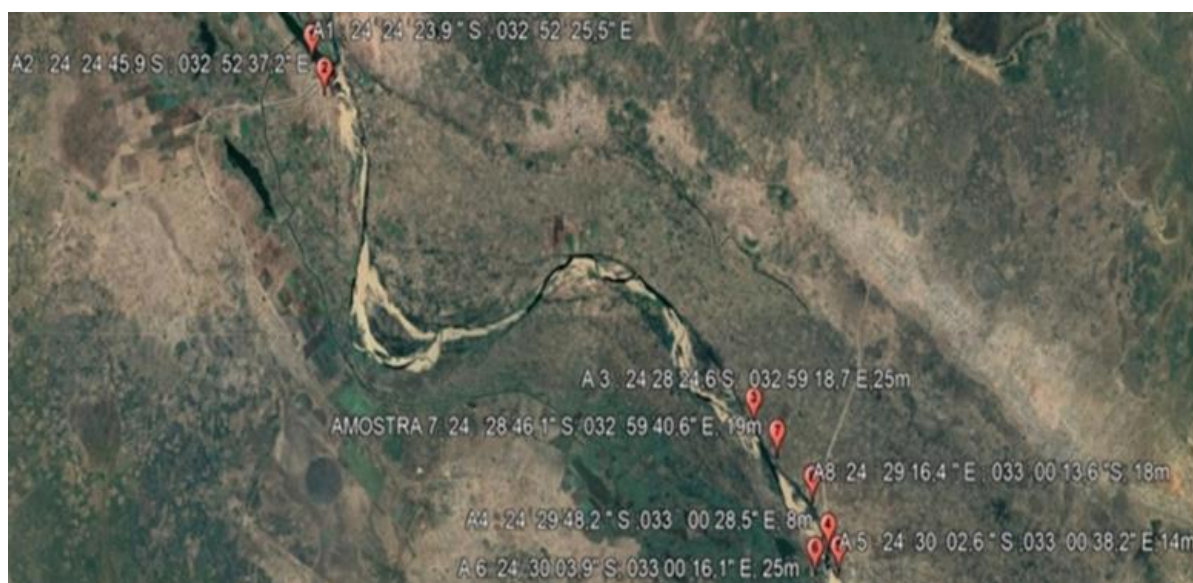 A1 : 24 ° 24 ' 23,9 " S ; 032 ° 52 ' 25,5" E
A2 : 24 ° 24 45,9 S ; 032 ° 52 37,2" E
A 3 : 24 28 24,6 S ; 032 59 18,7 E,25m
AMOSTRA 7; 24 ° 28 46,1" S, 032 ° 59 40,6" E, 19m
A8; 24 ° 29 16,4 " E ; 033 ° 00 13,6 "S, 18m
A4 : 24 ° 29 48,2 " S ,033 ° 00 28,5" E, 8m
A 5 : 24 ° 30 02,6 " S ,033 ° 00 38,2" E, 14m
A 6: 24 ° 30 03,9" S, 033 00 16,1" E, 25m
2
3
7
4